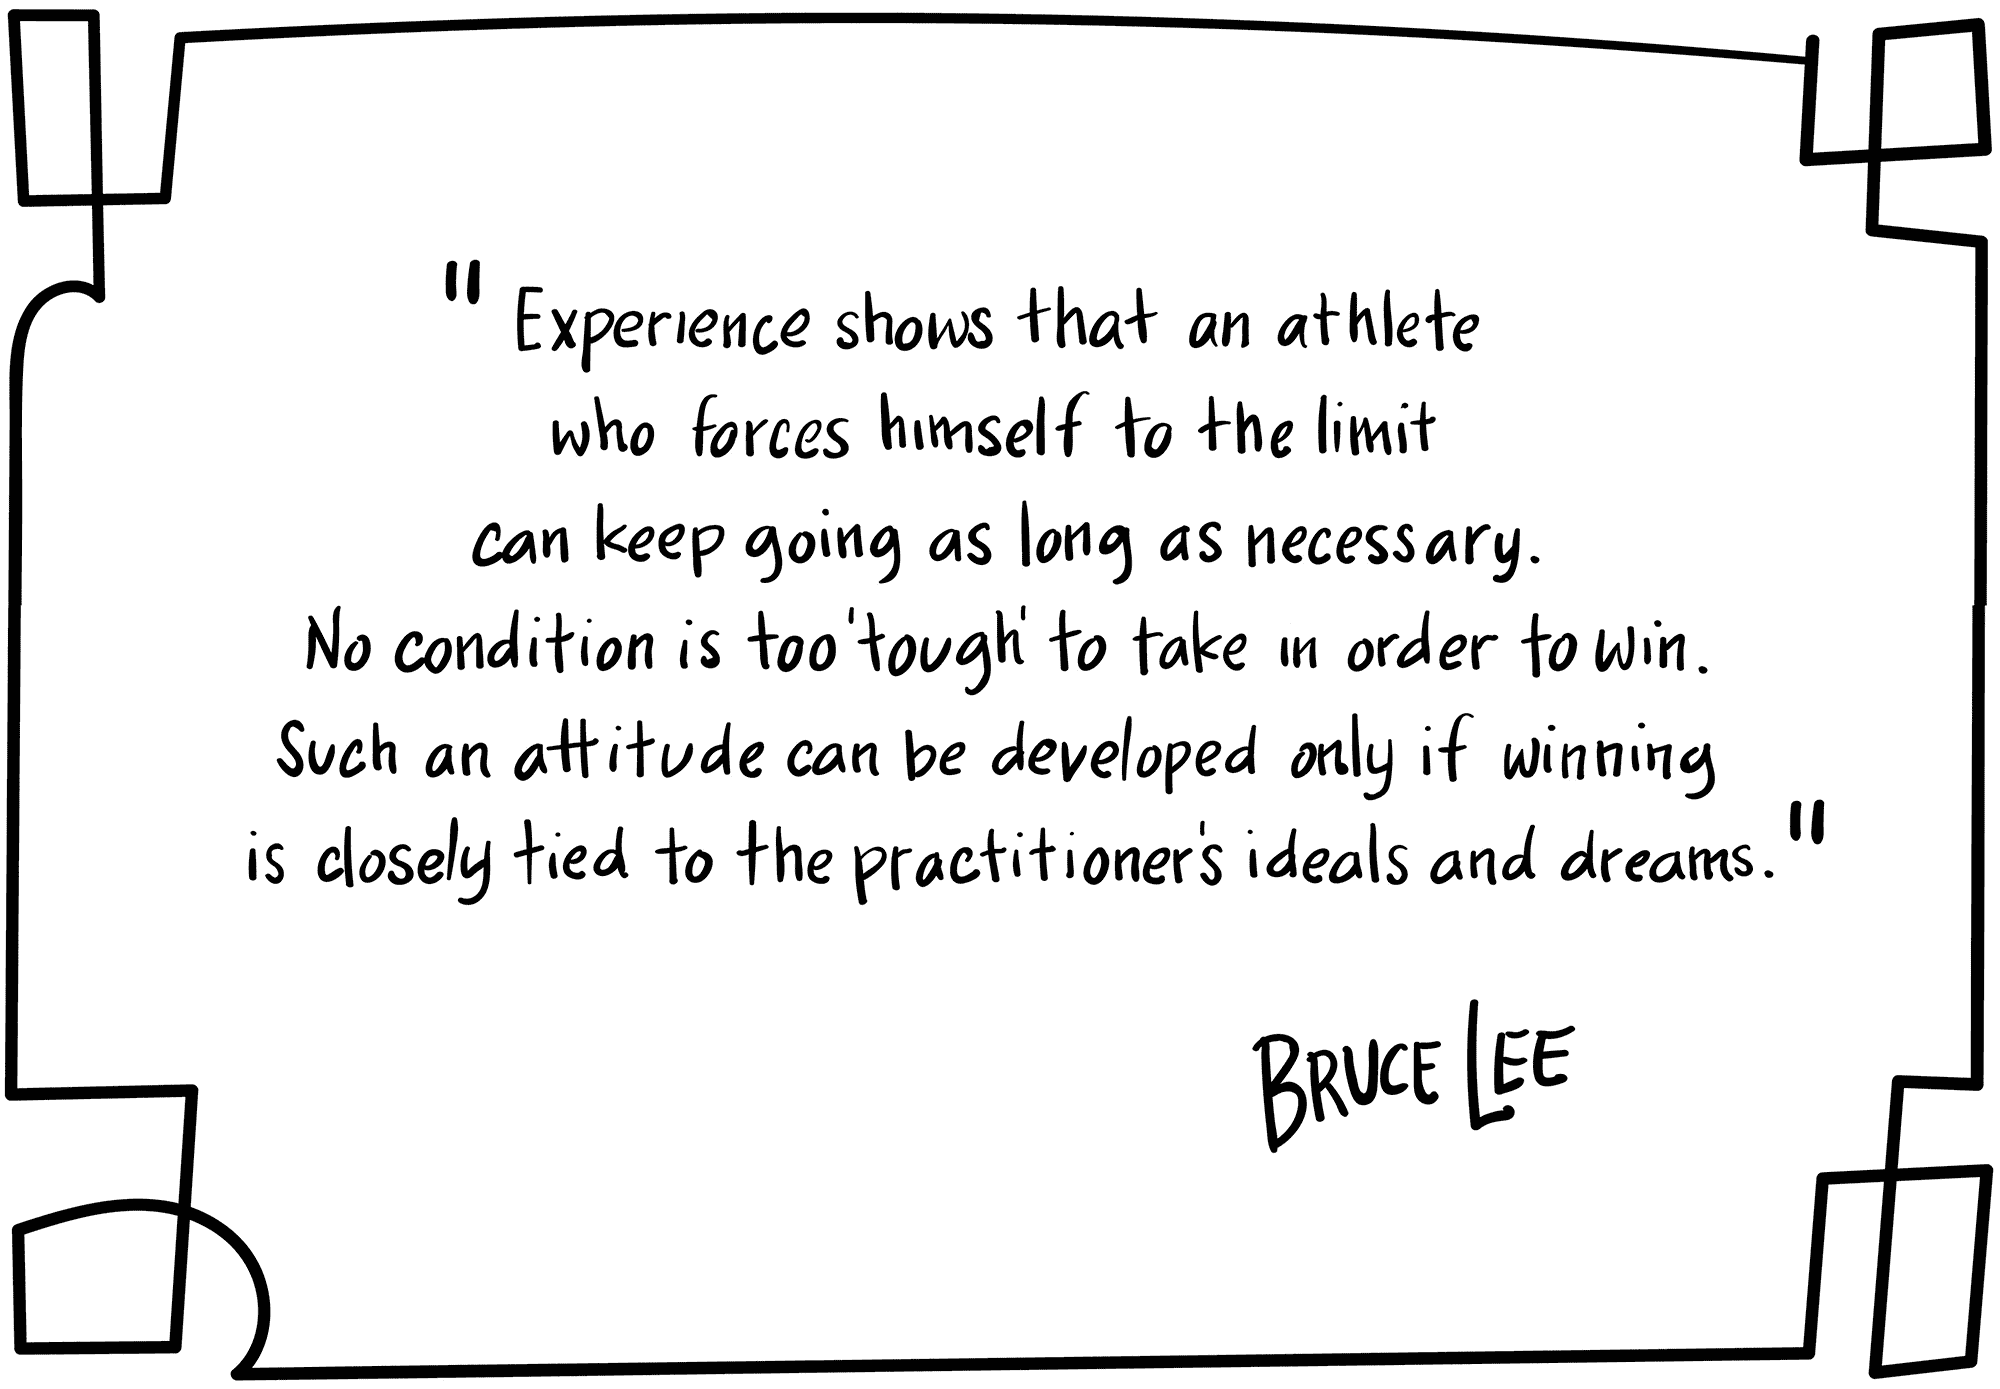 " Experience shows that an athlete
who forces himself to the limit
can keep going as long as necessary.
No condition is too 'tough' to take in order to win.
Such an attitude can be developed only if winning
is closely tied to the practitioner's ideals and dreams. "
BRUCE LEE